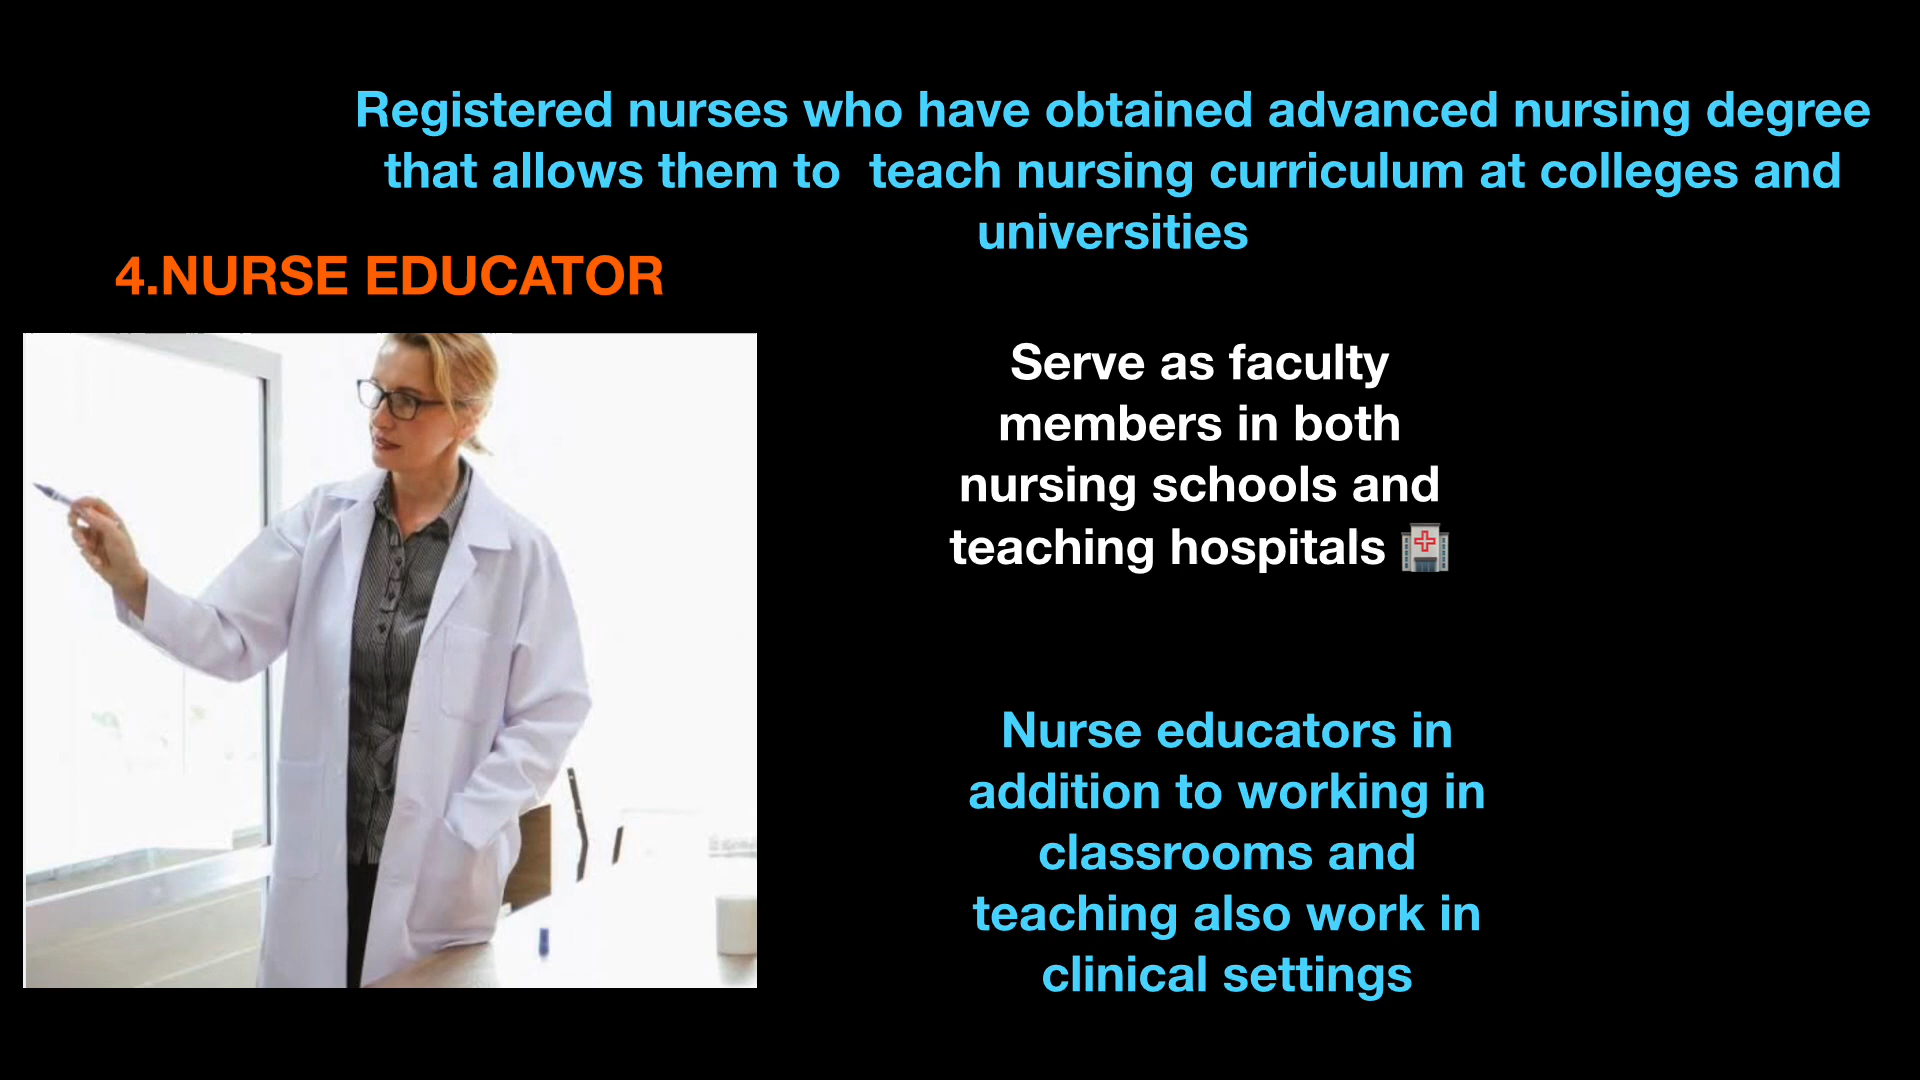 Registered nurses who have obtained advanced nursing degree
that allows them to  teach nursing curriculum at colleges and
universities
4.NURSE EDUCATOR
Serve as faculty
members in both
nursing schools and
teaching hospitals 🏥
Nurse educators in
addition to working in
classrooms and
teaching also work in
clinical settings